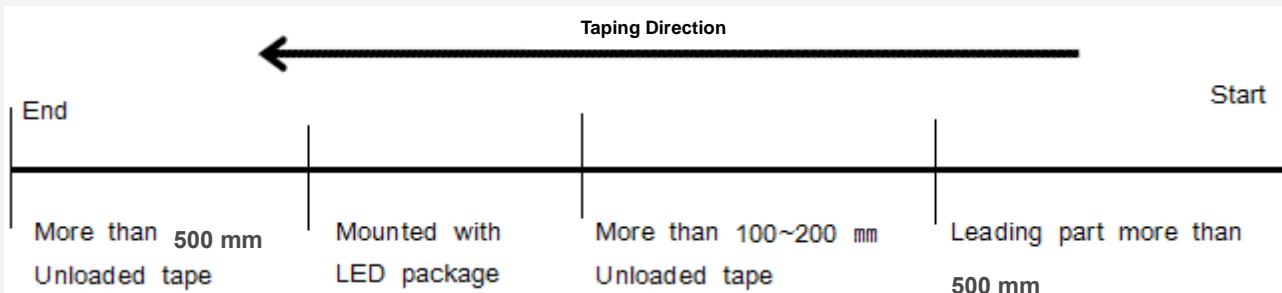 Taping Direction
End
Start
More than 500 mm
Unloaded tape
Mounted with
LED package
More than 100~200 ㎜
Unloaded tape
Leading part more than
500 mm